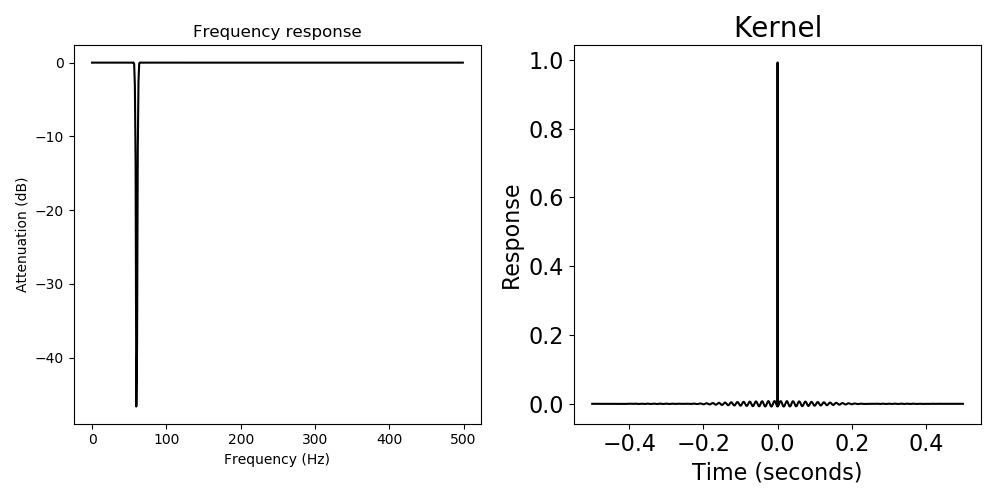 Frequency response
0
−10
−20
−30
−40
Attenuation (dB)
0 100 200 300 400 500
Frequency (Hz)
Kernel
1.0
0.8
0.6
0.4
0.2
0.0
Response
−0.4 −0.2 0.0 0.2 0.4
Time (seconds)